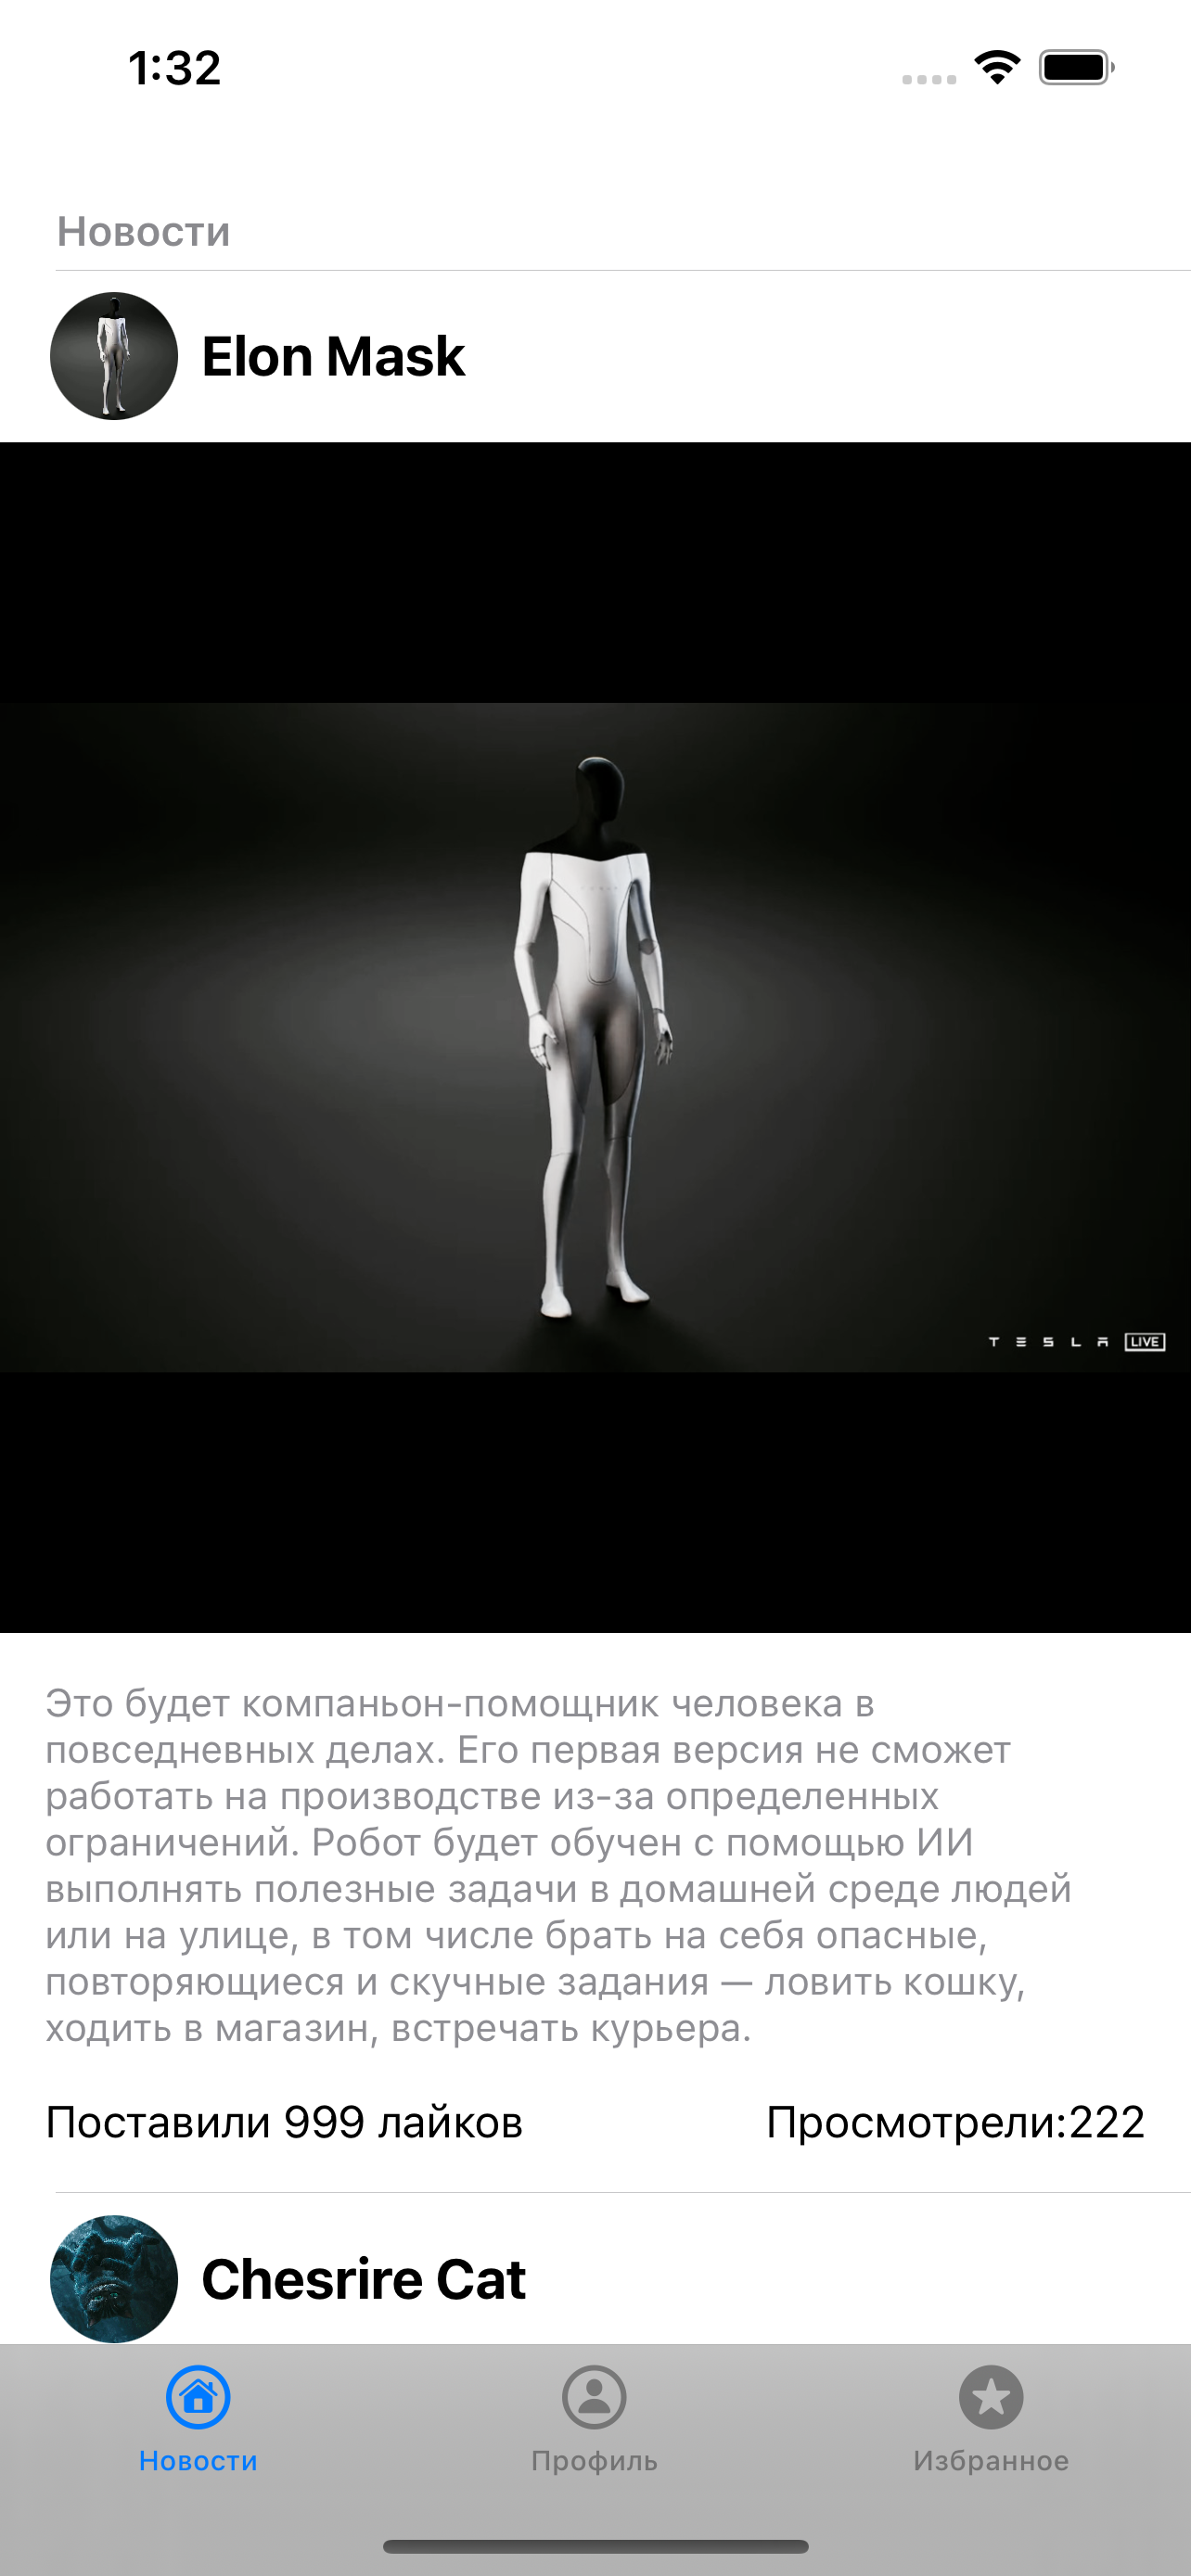 1:32
Новости
Elon Mask
TESLA LIVE
Это будет компаньон-помощник человека в
повседневных делах. Его первая версия не сможет
работать на производстве из-за определенных
ограничений. Робот будет обучен с помощью ИИ
выполнять полезные задачи в домашней среде людей
или на улице, в том числе брать на себя опасные,
повторяющиеся и скучные задания — ловить кошку,
ходить в магазин, встречать курьера.
Поставили 999 лайков Просмотрели:222
Chesrire Cat
Новости Профиль Избранное